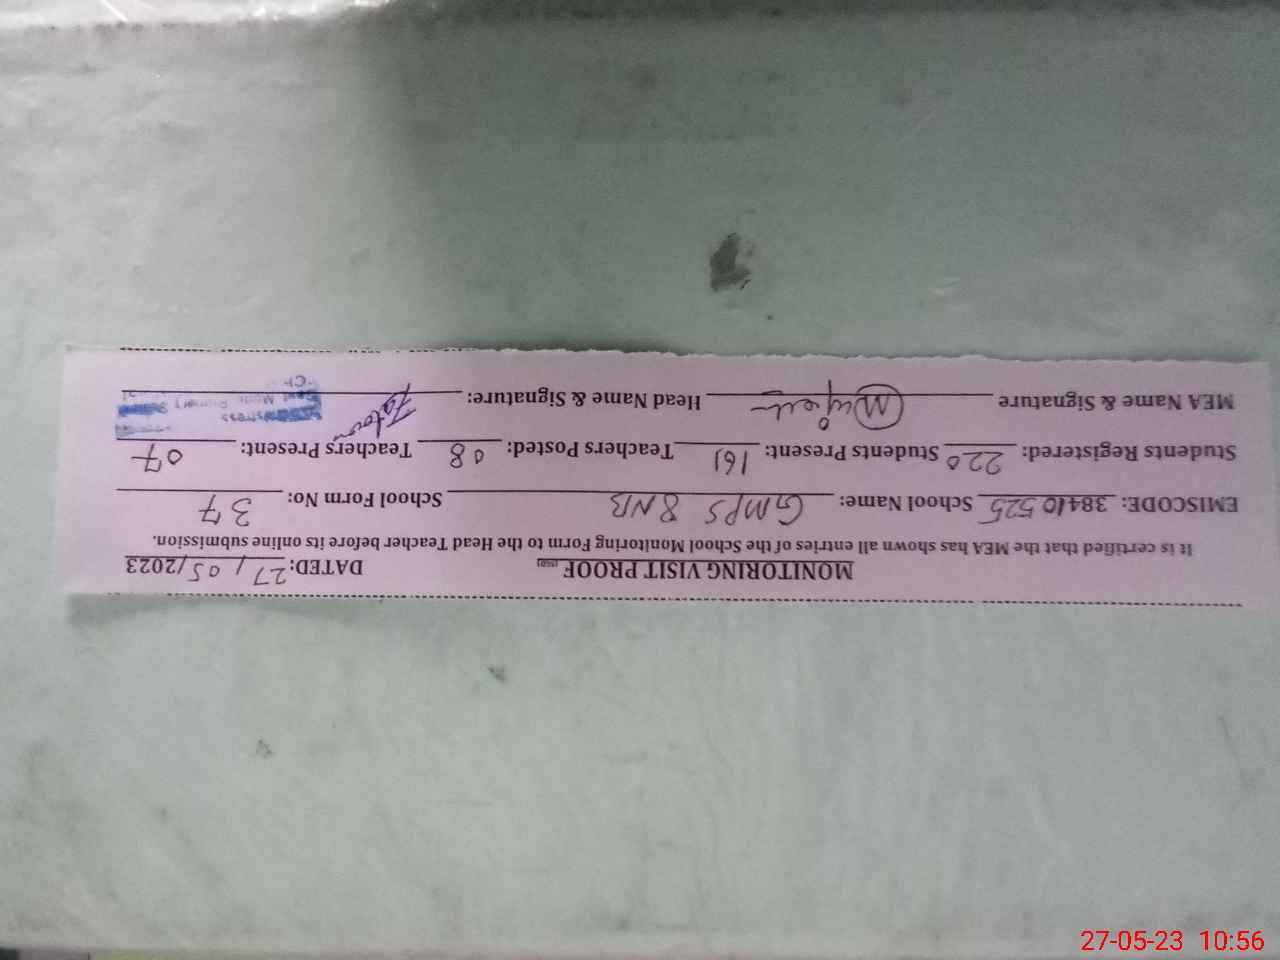 MONITORING VISIT PROOF DATED: 27/05/2023
It is certified that the MEA has shown all entries of the School Monitoring Form to the Head Teacher before its online submission.
EMISCODE: 38410525 School Name: GMPS 8NB School Form No: 37
Students Registered: 220 Students Present: 161 Teachers Posted: 08 Teachers Present: 07
MEA Name & Signature Head Name & Signature:
27-05-23 10:56